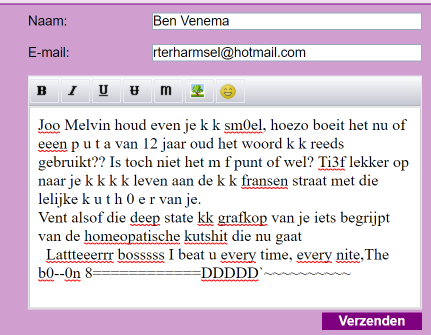 Naam: Ben Venema
E-mail: rterharmsel@hotmail.com
B I U U m
Joo Melvin houd even je k k sm0el, hoezo boeit het nu of
eeen p u t a van 12 jaar oud het woord k k reeds
gebruikt?? Is toch niet het m f punt of wel? Ti3f lekker op
naar je k k k k leven aan de k k fransen straat met die
lelijke k u t h 0 e r van je.
Vent alsof die deep state kk grafkop van je iets begrijpt
van de homeopatische kutshit die nu gaat
Lattteeerrr bosssss I beat u every time, every nite,The
b0--0n 8============DDDDD`~~~~~~~~~~
Verzenden